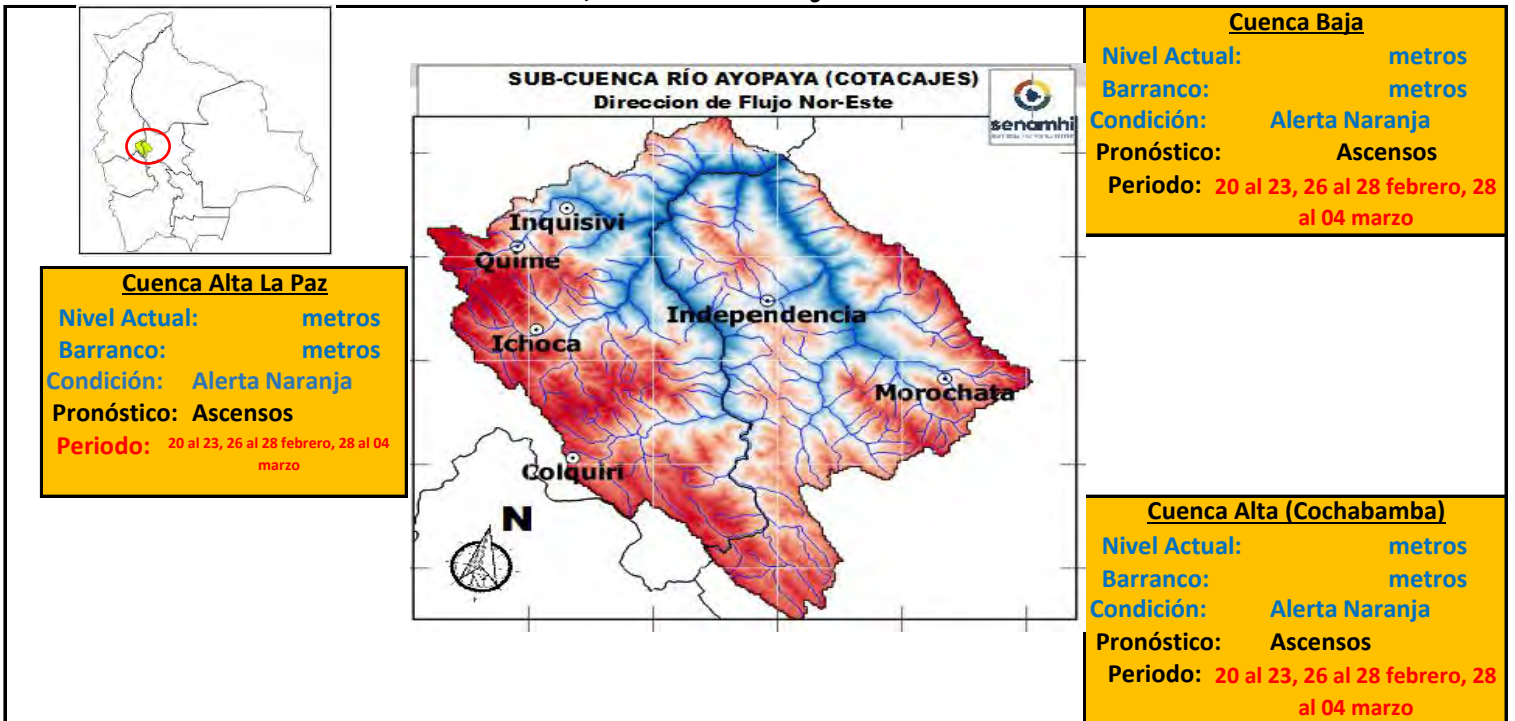 Cuenca Baja
Nivel Actual: metros
Barranco: metros
Condición: Alerta Naranja
Pronóstico: Ascensos
Periodo: 20 al 23, 26 al 28 febrero, 28
al 04 marzo
SUB-CUENCA RÍO AYOPAYA (COTACAJES)
Direccion de Flujo Nor-Este
senamhi
Inquisivi
Quime
Independencia
Ichoca
Morochata
Colquiri
N
Cuenca Alta La Paz
Nivel Actual: metros
Barranco: metros
Condición: Alerta Naranja
Pronóstico: Ascensos
Periodo: 20 al 23, 26 al 28 febrero, 28 al 04
marzo
Cuenca Alta (Cochabamba)
Nivel Actual: metros
Barranco: metros
Condición: Alerta Naranja
Pronóstico: Ascensos
Periodo: 20 al 23, 26 al 28 febrero, 28
al 04 marzo